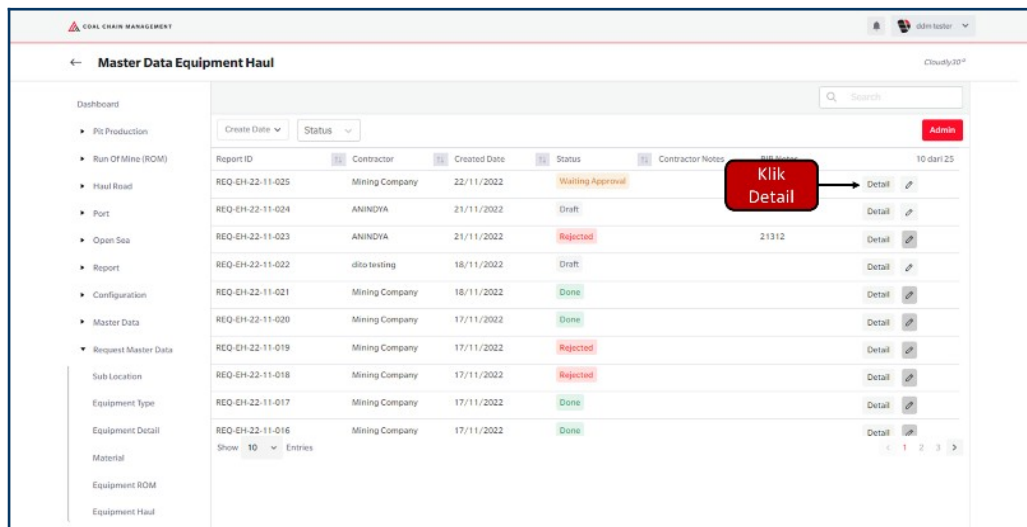 COAL CHAIN MANAGEMENT
ddm tester
← Master Data Equipment Haul
Search
Dashboard
Pit Production
Run Of Mine (ROM)
Haul Road
Port
Open Sea
Report
Configuration
Master Data
Request Master Data
Sub Location
Equipment Type
Equipment Detail
Material
Equipment ROM
Equipment Haul
Create Date Status
Admin
Report ID Contractor Created Date Status Contractor Notes 10 dari 25
REQ-EH-22-11-025 Mining Company 22/11/2022 Waiting Approval Detail
Klik
Detail
REQ-EH-22-11-024 ANINDYA 21/11/2022 Draft Detail
REQ-EH-22-11-023 ANINDYA 21/11/2022 Rejected 21312 Detail
REQ-EH-22-11-022 dito testing 18/11/2022 Draft Detail
REQ-EH-22-11-021 Mining Company 18/11/2022 Done Detail
REQ-EH-22-11-020 Mining Company 17/11/2022 Done Detail
REQ-EH-22-11-019 Mining Company 17/11/2022 Rejected Detail
REQ-EH-22-11-018 Mining Company 17/11/2022 Rejected Detail
REQ-EH-22-11-017 Mining Company 17/11/2022 Done Detail
REQ-EH-22-11-016 Mining Company 17/11/2022 Done Detail
Show 10 Entries
< 1 2 3 >